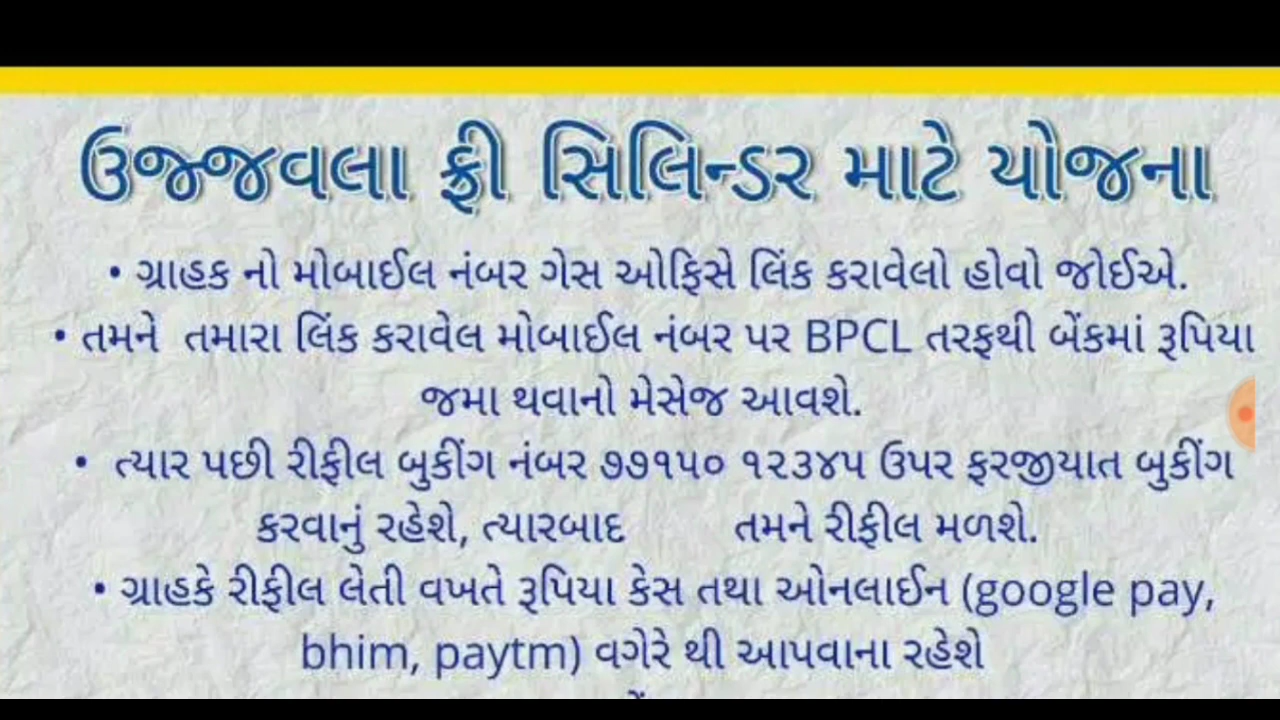 ઉજ્જવલા ફ્રી સિલિન્ડર માટે યોજના
• ગ્રાહક નો મોબાઈલ નંબર ગેસ ઓફિસે લિંક કરાવેલો હોવો જોઈએ.
• તમને તમારા લિંક કરાવેલ મોબાઈલ નંબર પર BPCL તરફથી બેંકમાં રૂપિયા
જમા થવાનો મેસેજ આવશે.
• ત્યાર પછી રીફીલ બુકીંગ નંબર ૭૭૧૫૦ ૧૨૩૪૫ ઉપર ફરજીયાત બુકીંગ
કરવાનું રહેશે, ત્યારબાદ તમને રીફીલ મળશે.
• ગ્રાહકે રીફીલ લેતી વખતે રૂપિયા કેસ તથા ઓનલાઈન (google pay,
bhim, paytm) વગેરે થી આપવાના રહેશે